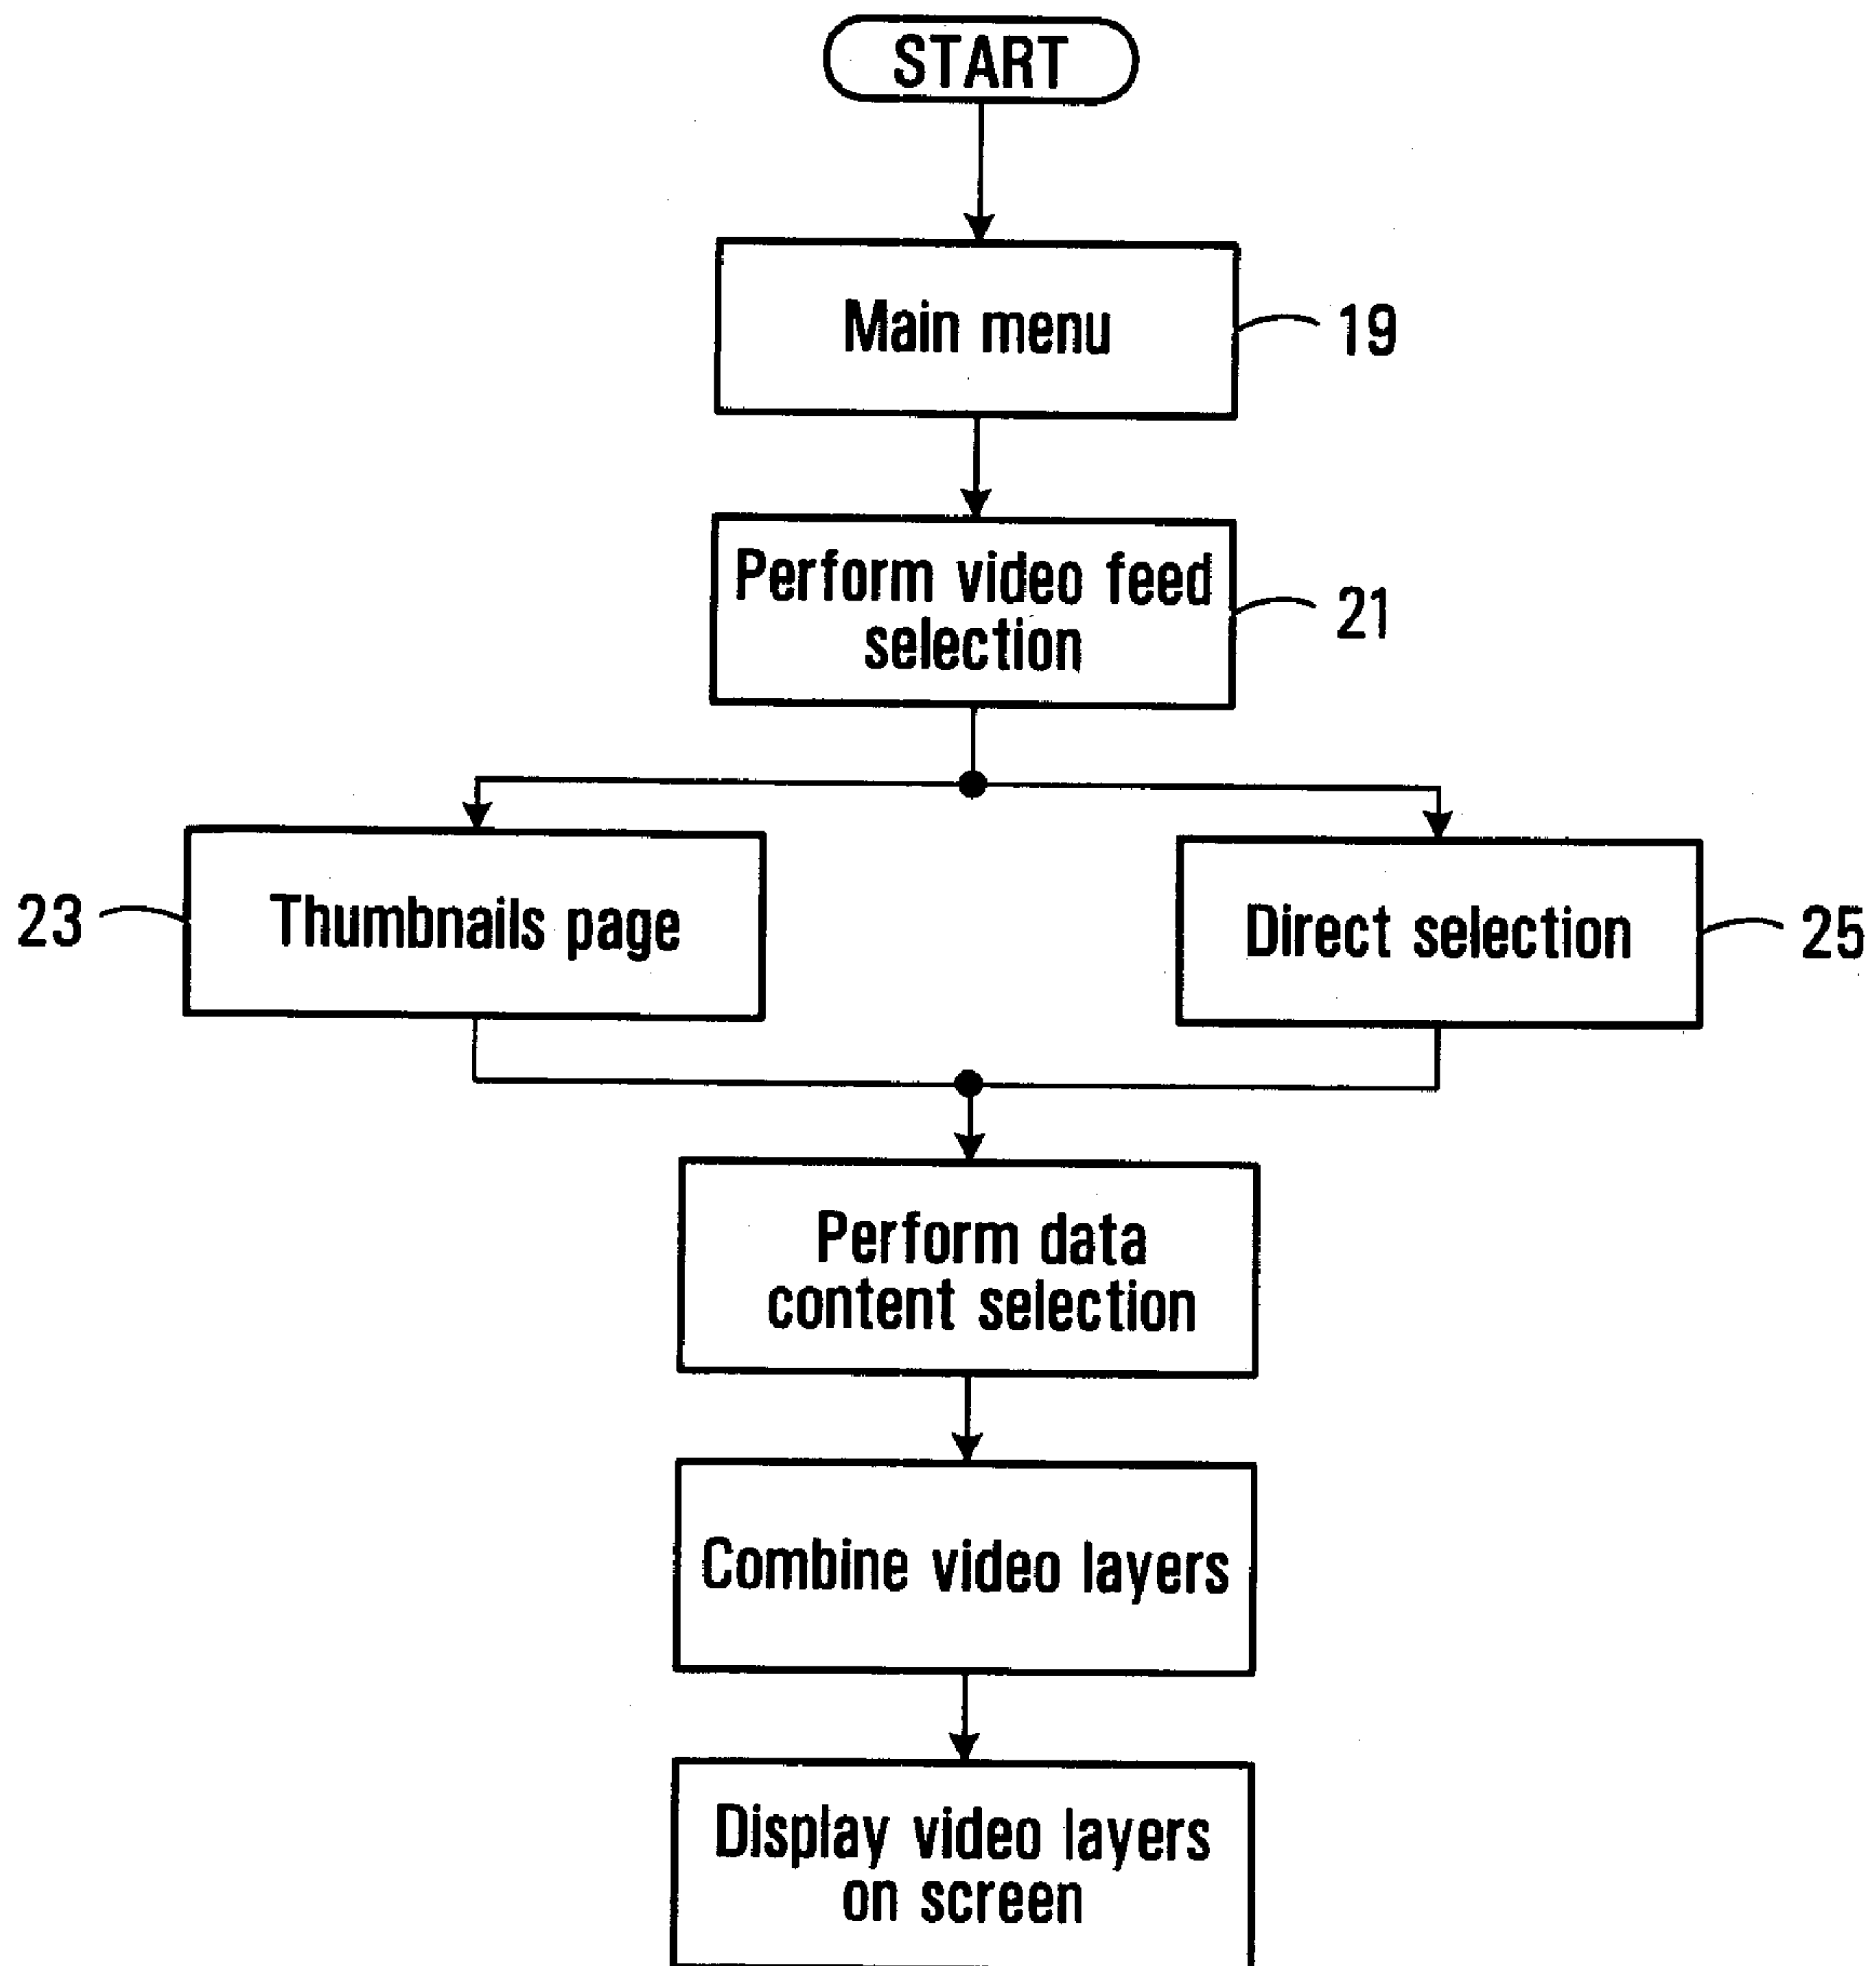 START
Main menu
19
Perform video feed
selection
21
Thumbnails page
23
Direct selection
25
Perform data
content selection
Combine video layers
Display video layers
on screen